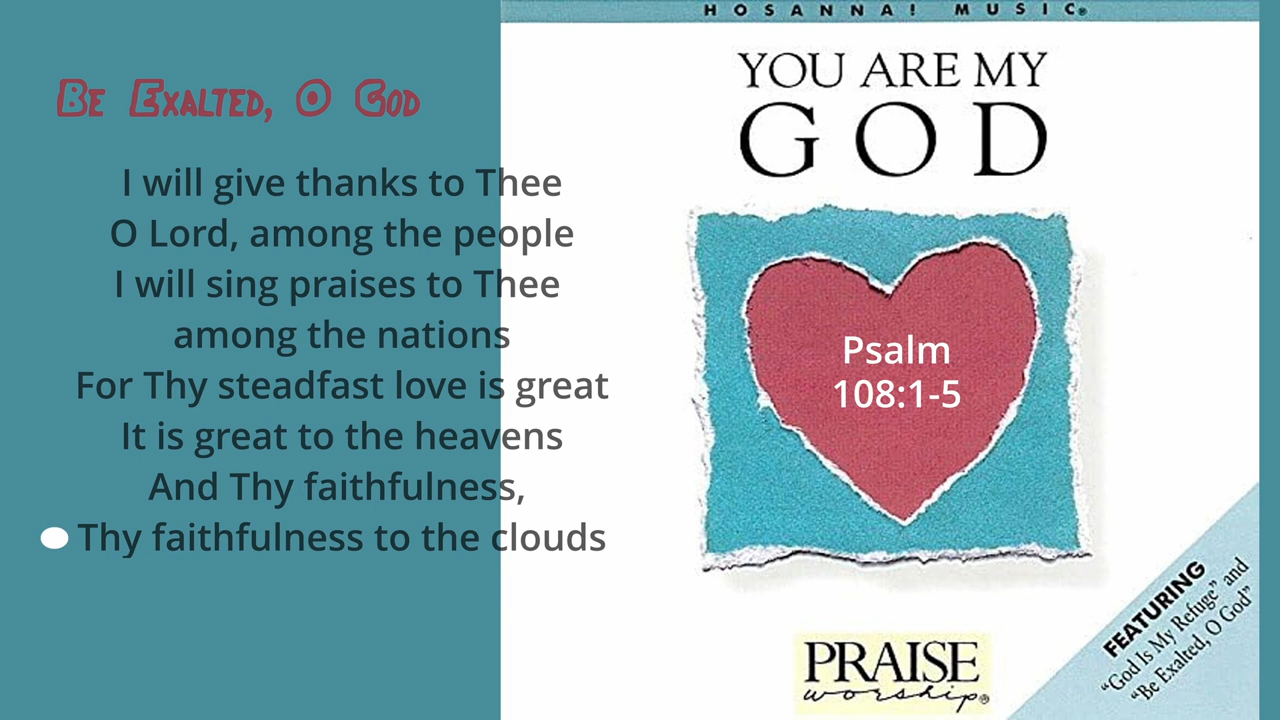 HOSANNA! MUSIC®
Be Exalted, O God
I will give thanks to Thee
O Lord, among the people
I will sing praises to Thee
among the nations
For Thy steadfast love is great
It is great to the heavens
And Thy faithfulness,
Thy faithfulness to the clouds
YOU ARE MY
GOD
Psalm
108:1-5
PRAISE
worship®
FEATURING
“God Is My Refuge” and
“Be Exalted, O God”